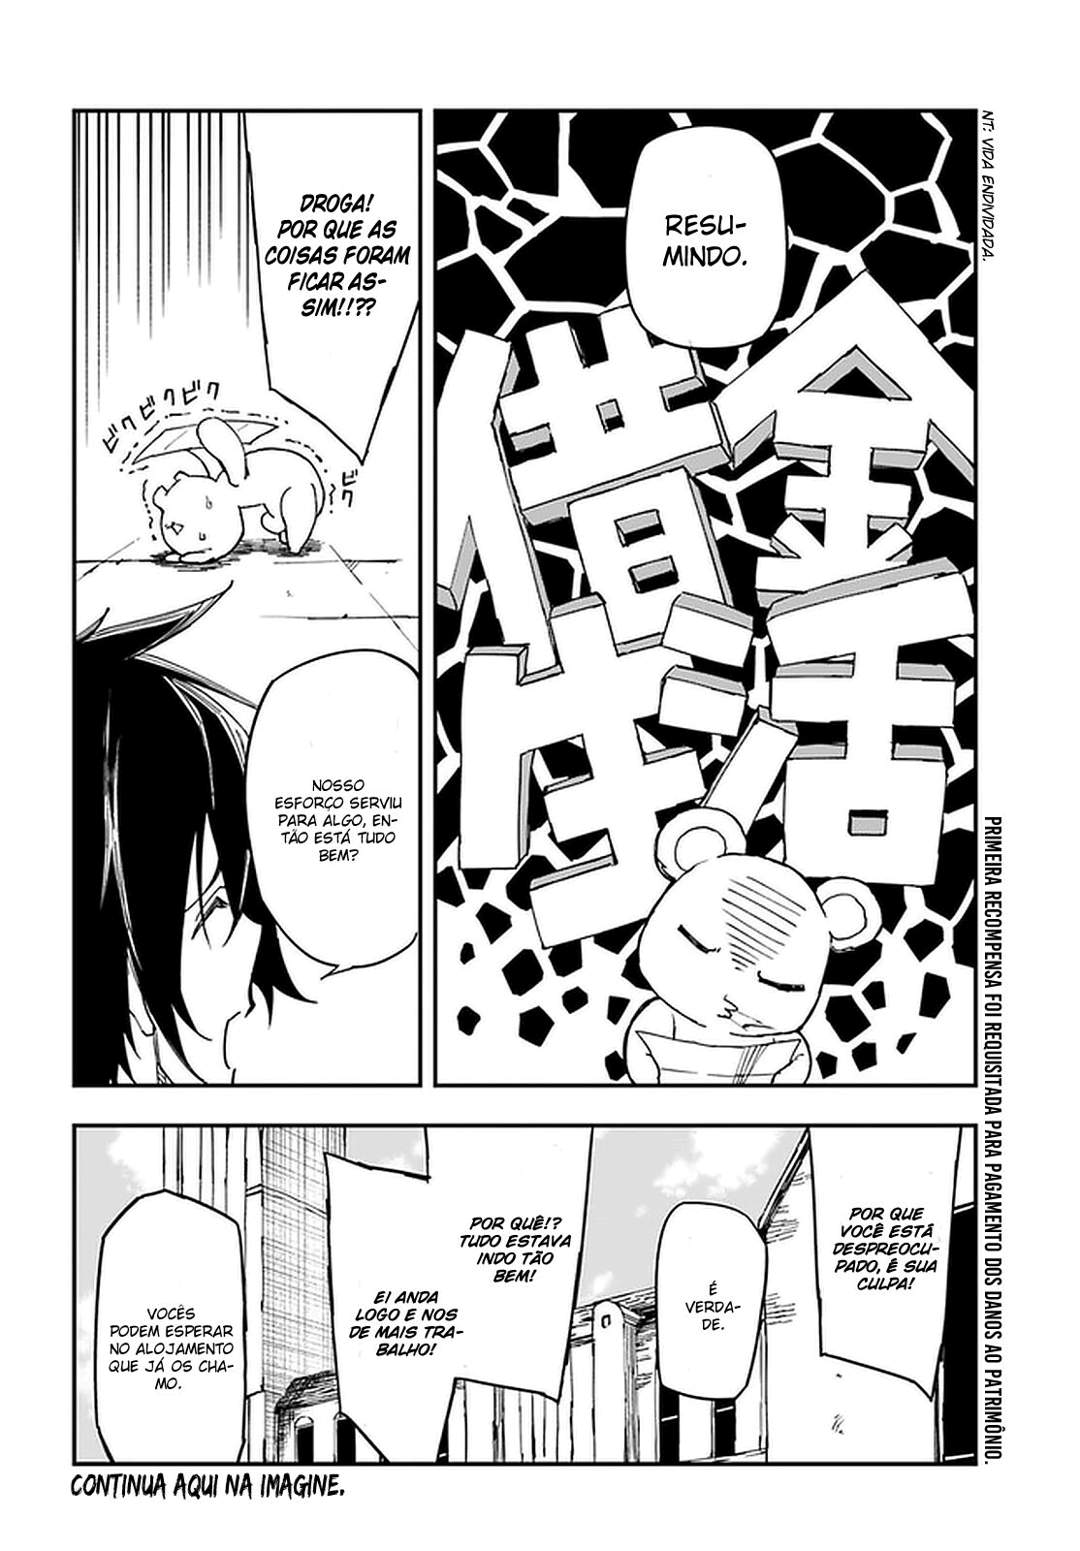 NT: VIDA ENDIVIDADA.
RESU-
MINDO.
借金
生活
DROGA!
POR QUE AS
COISAS FORAM
FICAR AS-
SIM!!??
ビクビクビク
ビク
NOSSO
ESFORÇO SERVIU
PARA ALGO, EN-
TÃO ESTÁ TUDO
BEM?
PRIMEIRA RECOMPENSA FOI REQUISITADA PARA PAGAMENTO DOS DANOS AO PATRIMÔNIO.
POR QUE
VOCÊ ESTÁ
DESPREOCU-
PADO, É SUA
CULPA!
É
VERDA-
DE.
POR QUÊ!?
TUDO ESTAVA
INDO TÃO
BEM!
EI ANDA
LOGO E NOS
DE MAIS TRA-
BALHO!
VOCÊS
PODEM ESPERAR
NO ALOJAMENTO
QUE JÁ OS CHA-
MO.
CONTINUA AQUI NA IMAGINE.